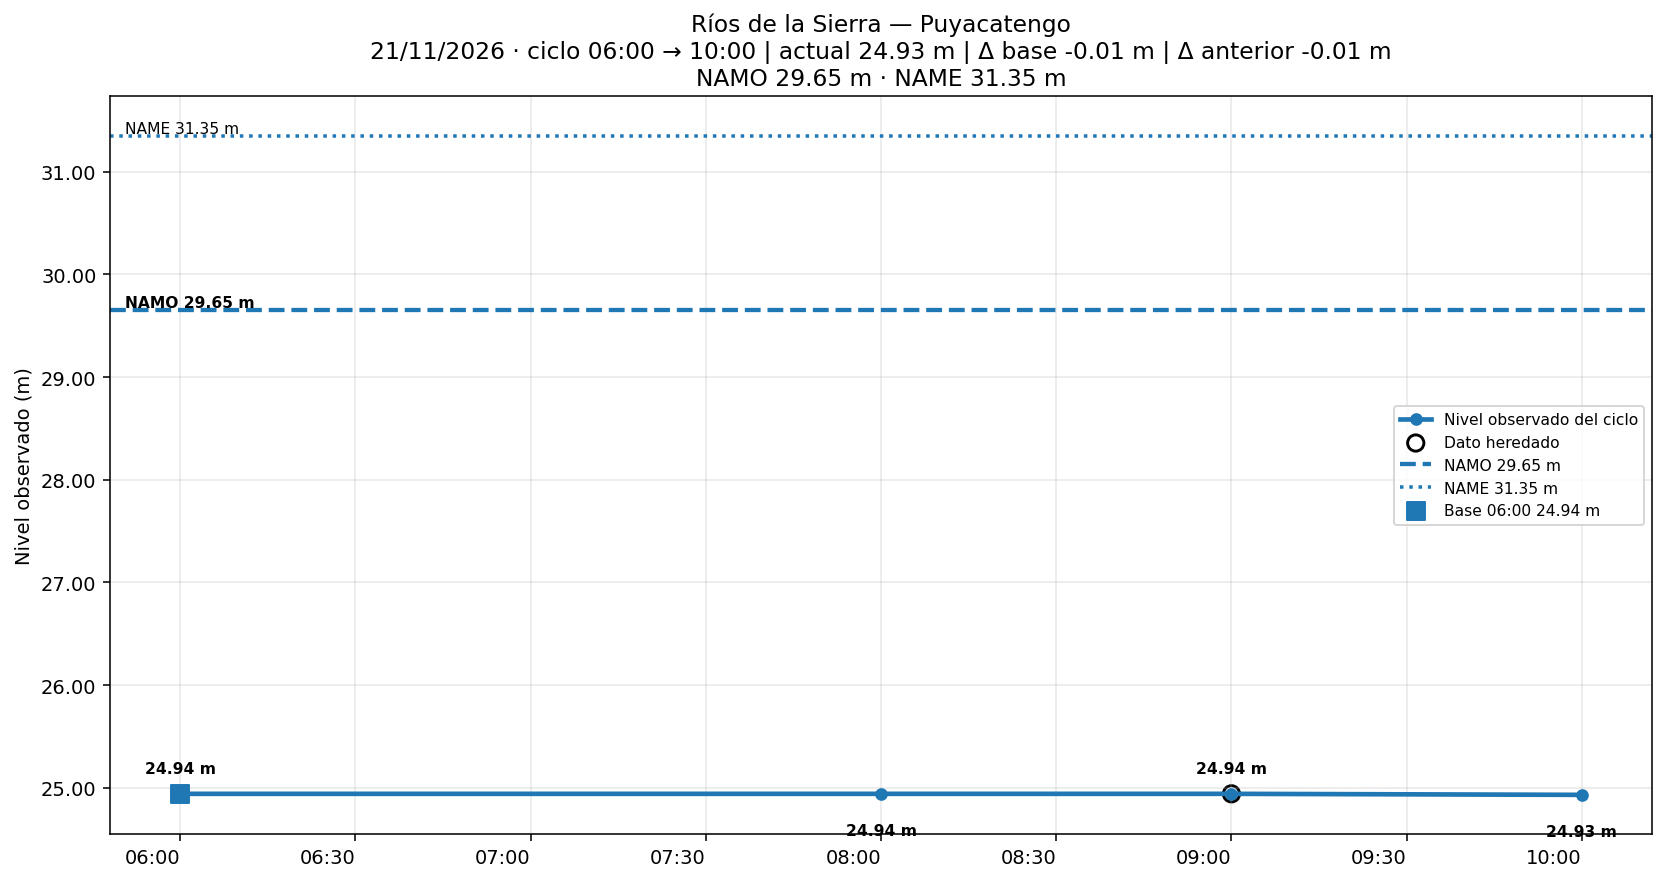 Ríos de la Sierra — Puyacatengo
21/11/2026 · ciclo 06:00 → 10:00 | actual 24.93 m | Δ base -0.01 m | Δ anterior -0.01 m
NAMO 29.65 m · NAME 31.35 m
NAME 31.35 m
31.00
30.00
NAMO 29.65 m
29.00
28.00
27.00
26.00
25.00
Nivel observado (m)
Nivel observado del ciclo
Dato heredado
NAMO 29.65 m
NAME 31.35 m
Base 06:00 24.94 m
24.94 m
24.94 m
24.94 m
24.93 m
06:00
06:30
07:00
07:30
08:00
08:30
09:00
09:30
10:00